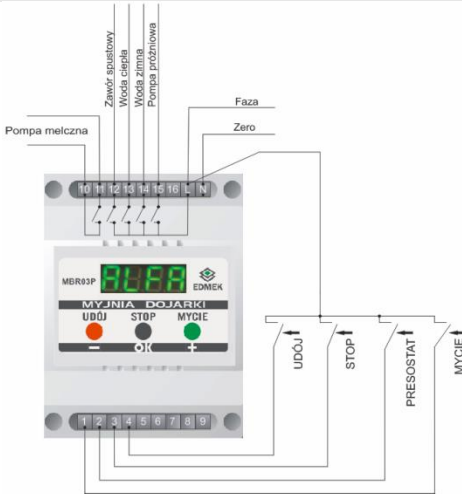 Zawór spustowy
Woda ciepła
Woda zimna
Pompa próżniowa
Faza
Pompa melczna
Zero
10 11 12 13 14 15 16 L N
MBR03P
ALFA
EDMEK
MYJNIA DOJARKI
UDÓJ STOP MYCIE
− OK +
UDÓJ
STOP
PRESOSTAT
MYCIE
1 2 3 4 5 6 7 8 9